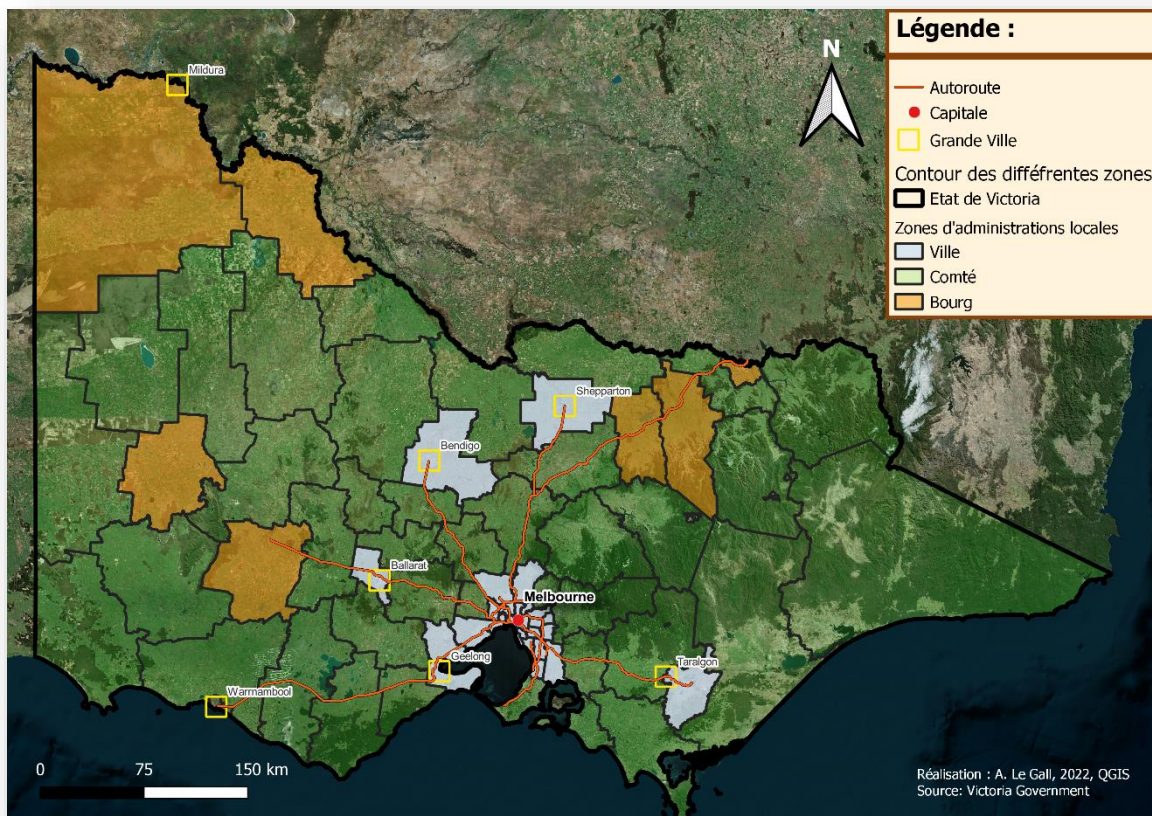 Légende :
Autoroute
Capitale
Grande Ville
Contour des difféfrentes zones
Etat de Victoria
Zones d'administrations locales
Ville
Comté
Bourg
N
Mildura
Shepparton
Bendigo
Ballarat
Melbourne
Geelong
Taralgon
Warrnambool
0 75 150 km
Réalisation : A. Le Gall, 2022, QGIS
Source: Victoria Government